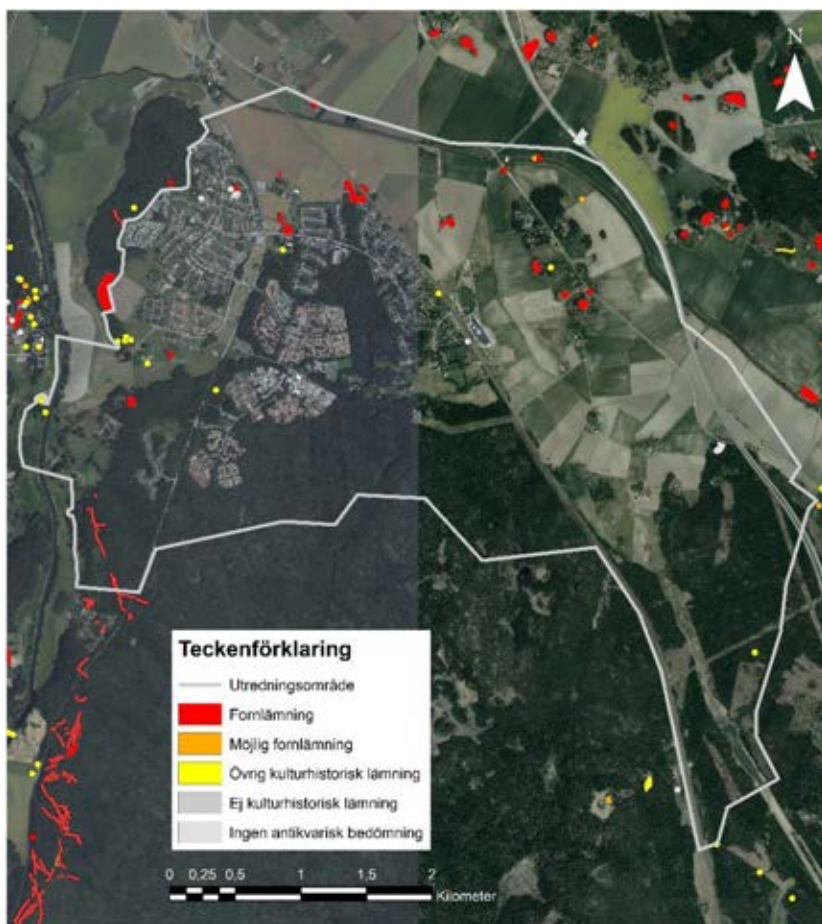 N
Teckenförklaring
Utredningsområde
Fornlämning
Möjlig fornlämning
Övrig kulturhistorisk lämning
Ej kulturhistorisk lämning
Ingen antikvarisk bedömning
0 0,25 0,5 1 1,5 2
Kilometer